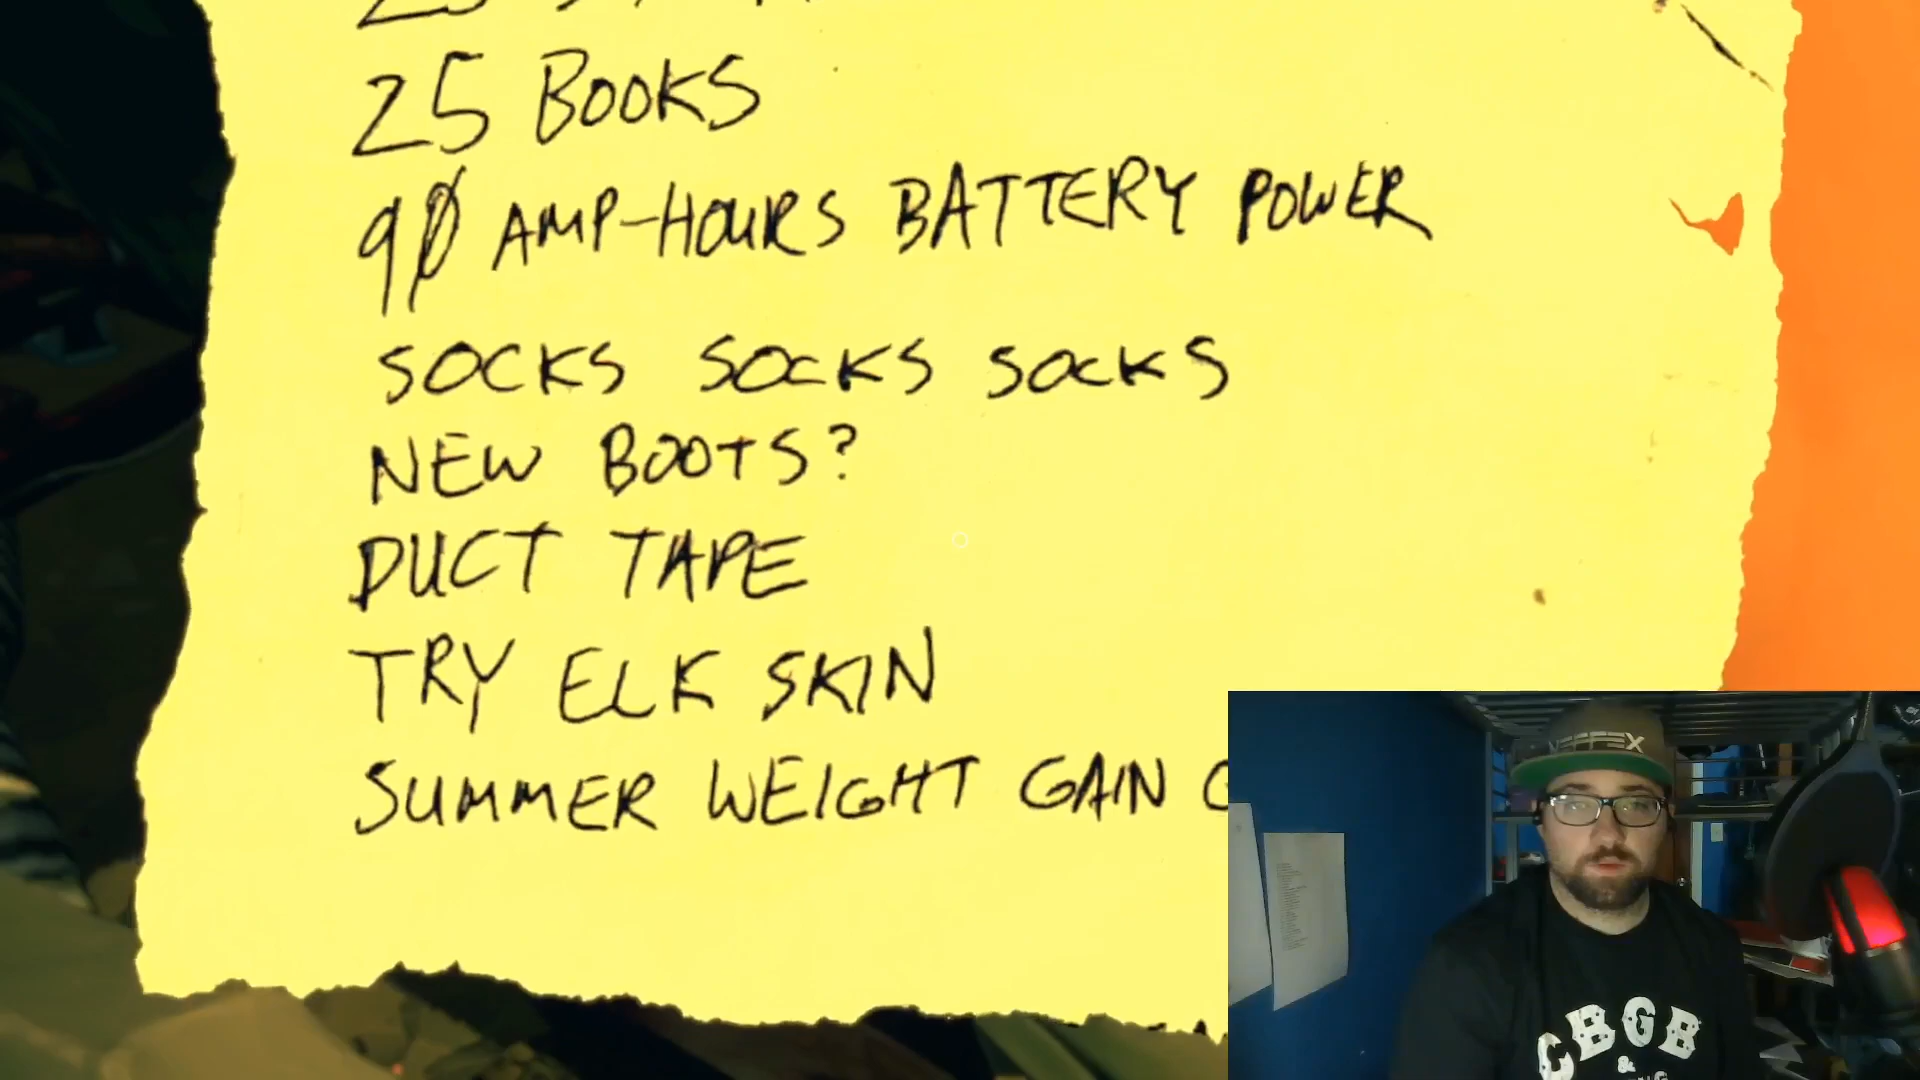 25 BOOKS
90 AMP-HOURS BATTERY POWER
SOCKS SOCKS SOCKS
NEW BOOTS?
DUCT TAPE
TRY ELK SKIN
SUMMER WEIGHT GAIN
CBGB
&